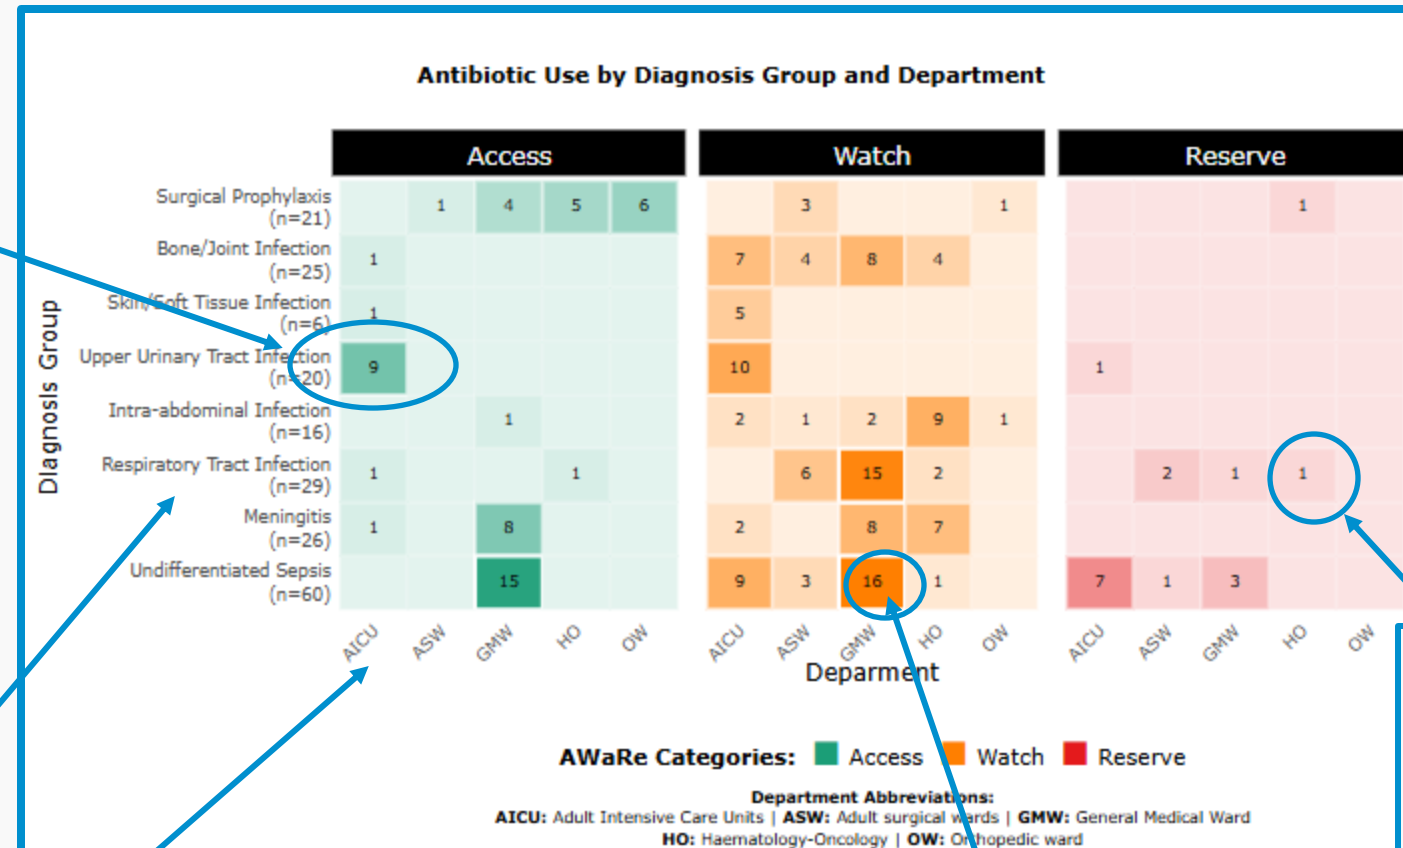 Antibiotic Use by Diagnosis Group and Department
Access Watch Reserve
Surgical Prophylaxis
(n=21) 1 4 5 6 3 1 1
Bone/Joint Infection
(n=25) 1 7 4 8 4
Skin/Soft Tissue Infection
(n=6) 1 5
Upper Urinary Tract Infection
(n=20) 9 10 1
Intra-abdominal Infection
(n=16) 1 2 1 2 9 1
Respiratory Tract Infection
(n=29) 1 1 6 15 2 2 1 1
Meningitis
(n=26) 1 8 2 8 7
Undifferentiated Sepsis
(n=60) 15 9 3 16 1 7 1 3
Diagnosis Group
AICU ASW GMW HO OW AICU ASW GMW HO OW AICU ASW GMW HO OW
Deparment
AWaRe Categories: Access Watch Reserve
Department Abbreviations:
AICU: Adult Intensive Care Units | ASW: Adult surgical wards | GMW: General Medical Ward
HO: Haematology-Oncology | OW: Orthopedic ward